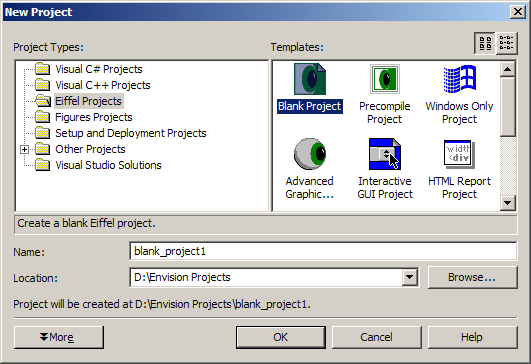 New Project
Project Types:
Templates:
Visual C# Projects
Visual C++ Projects
Eiffel Projects
Figures Projects
Setup and Deployment Projects
Other Projects
Visual Studio Solutions
Blank Project
Precompile Project
Windows Only Project
Advanced Graphic...
Interactive GUI Project
width <div
HTML Report Project
Create a blank Eiffel project.
Name:
blank_project1
Location:
D:\Envision Projects
Browse...
Project will be created at D:\Envision Projects\blank_project1.
More
OK
Cancel
Help